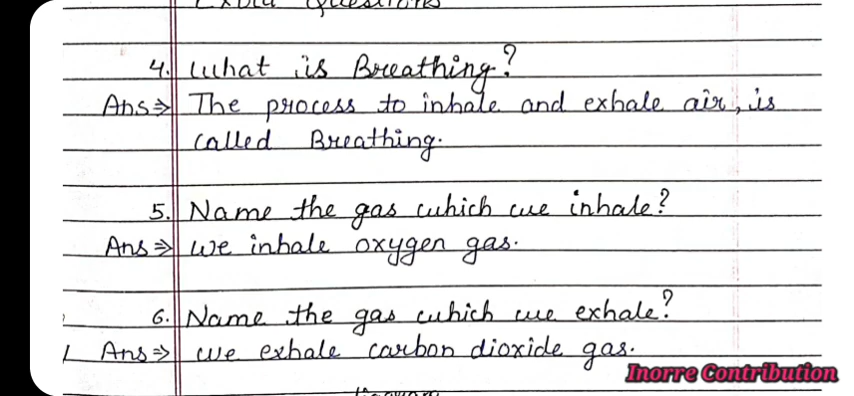 Extra Questions
4. What is Breathing?
Ans⇒ The process to inhale and exhale air, is
called Breathing.
5. Name the gas which we inhale?
Ans⇒ we inhale oxygen gas.
6. Name the gas which we exhale?
Ans⇒ we exhale carbon dioxide gas.
Inorre Contribution